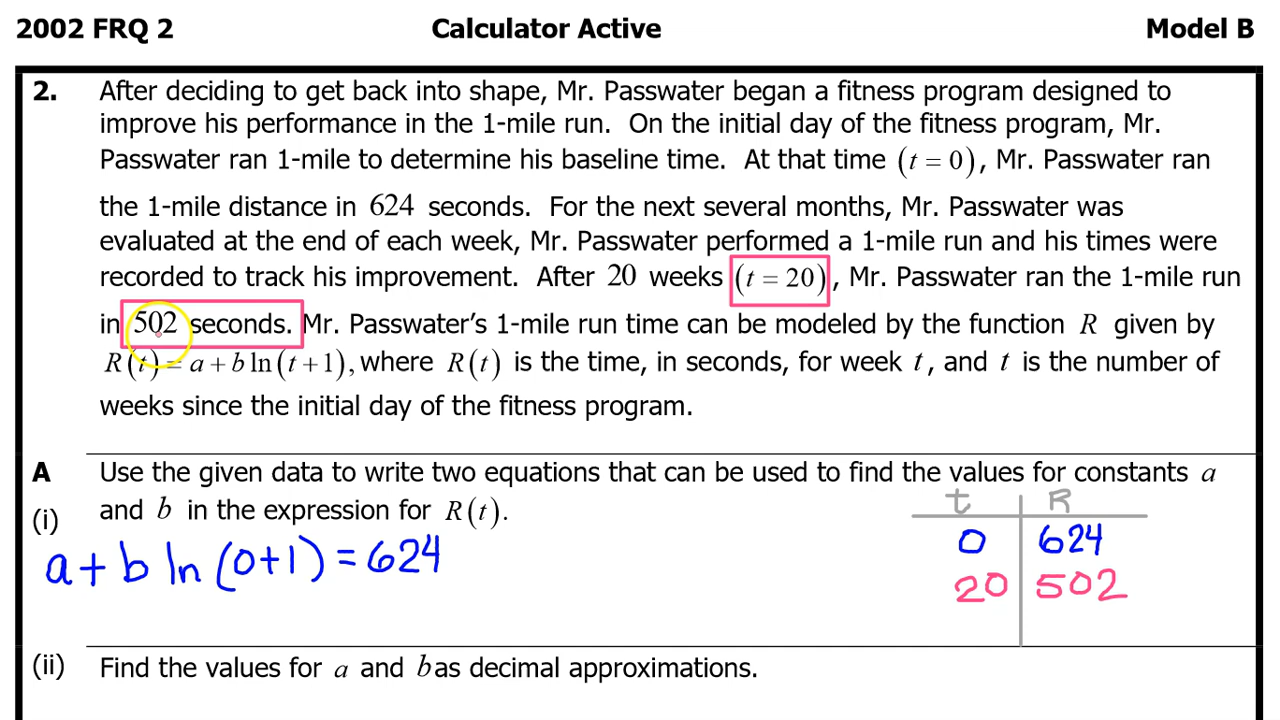 2002 FRQ 2 Calculator Active Model B
2. After deciding to get back into shape, Mr. Passwater began a fitness program designed to
improve his performance in the 1-mile run. On the initial day of the fitness program, Mr.
Passwater ran 1-mile to determine his baseline time. At that time (t = 0), Mr. Passwater ran
the 1-mile distance in 624 seconds. For the next several months, Mr. Passwater was
evaluated at the end of each week, Mr. Passwater performed a 1-mile run and his times were
recorded to track his improvement. After 20 weeks (t = 20), Mr. Passwater ran the 1-mile run
in 502 seconds. Mr. Passwater's 1-mile run time can be modeled by the function R given by
R(t) = a + b ln(t + 1), where R(t) is the time, in seconds, for week t, and t is the number of
weeks since the initial day of the fitness program.
A Use the given data to write two equations that can be used to find the values for constants a
(i) and b in the expression for R(t).
t R
0 624
a + b ln (0+1) = 624
20 502
(ii) Find the values for a and b as decimal approximations.